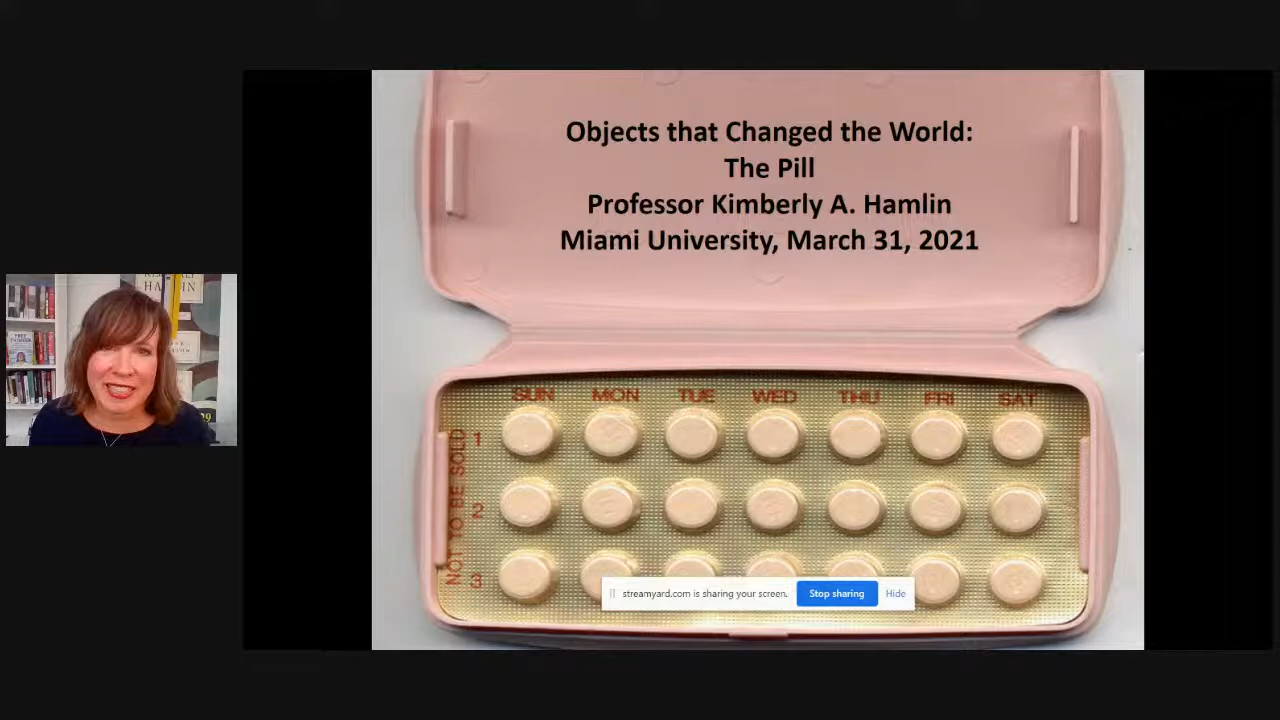 Objects that Changed the World:
The Pill
Professor Kimberly A. Hamlin
Miami University, March 31, 2021
SUN MON TUE WED THU FRI SAT
1
2
3
NOT TO BE SOLD
streamyard.com is sharing your screen.
Stop sharing
Hide
HAMLIN